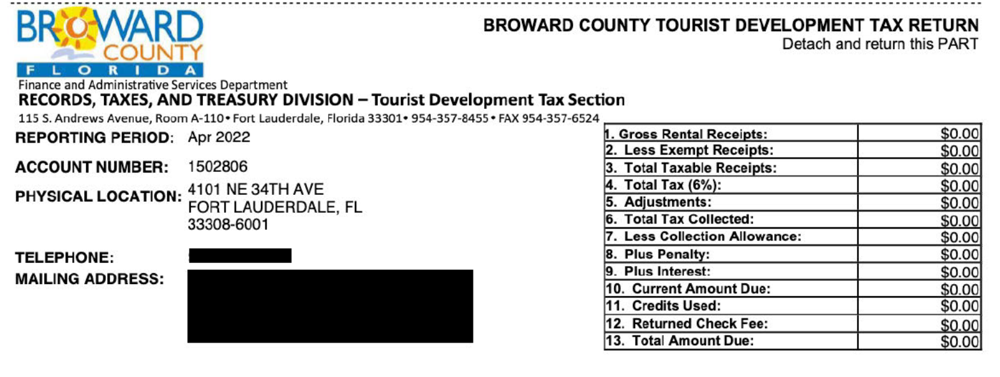 BROWARD
COUNTY
FLORIDA
BROWARD COUNTY TOURIST DEVELOPMENT TAX RETURN
Detach and return this PART
Finance and Administrative Services Department
RECORDS, TAXES, AND TREASURY DIVISION – Tourist Development Tax Section
115 S. Andrews Avenue, Room A-110• Fort Lauderdale, Florida 33301• 954-357-8455 • FAX 954-357-6524
REPORTING PERIOD: Apr 2022
ACCOUNT NUMBER: 1502806
PHYSICAL LOCATION: 4101 NE 34TH AVE
FORT LAUDERDALE, FL
33308-6001
TELEPHONE:
MAILING ADDRESS:
1. Gross Rental Receipts: $0.00
2. Less Exempt Receipts: $0.00
3. Total Taxable Receipts: $0.00
4. Total Tax (6%): $0.00
5. Adjustments: $0.00
6. Total Tax Collected: $0.00
7. Less Collection Allowance: $0.00
8. Plus Penalty: $0.00
9. Plus Interest: $0.00
10. Current Amount Due: $0.00
11. Credits Used: $0.00
12. Returned Check Fee: $0.00
13. Total Amount Due: $0.00